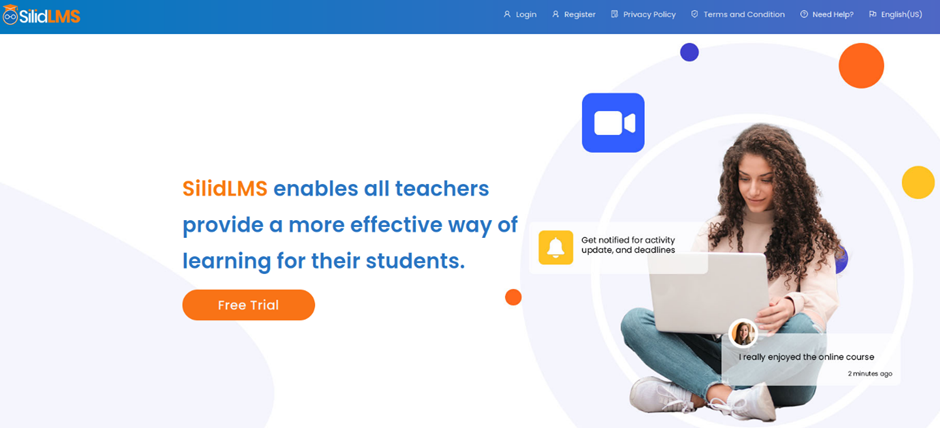 SilidLMS
Login
Register
Privacy Policy
Terms and Condition
Need Help?
English(US)
SilidLMS enables all teachers
provide a more effective way of
learning for their students.
Free Trial
Get notified for activity
update, and deadlines
I really enjoyed the online course
2 minutes ago